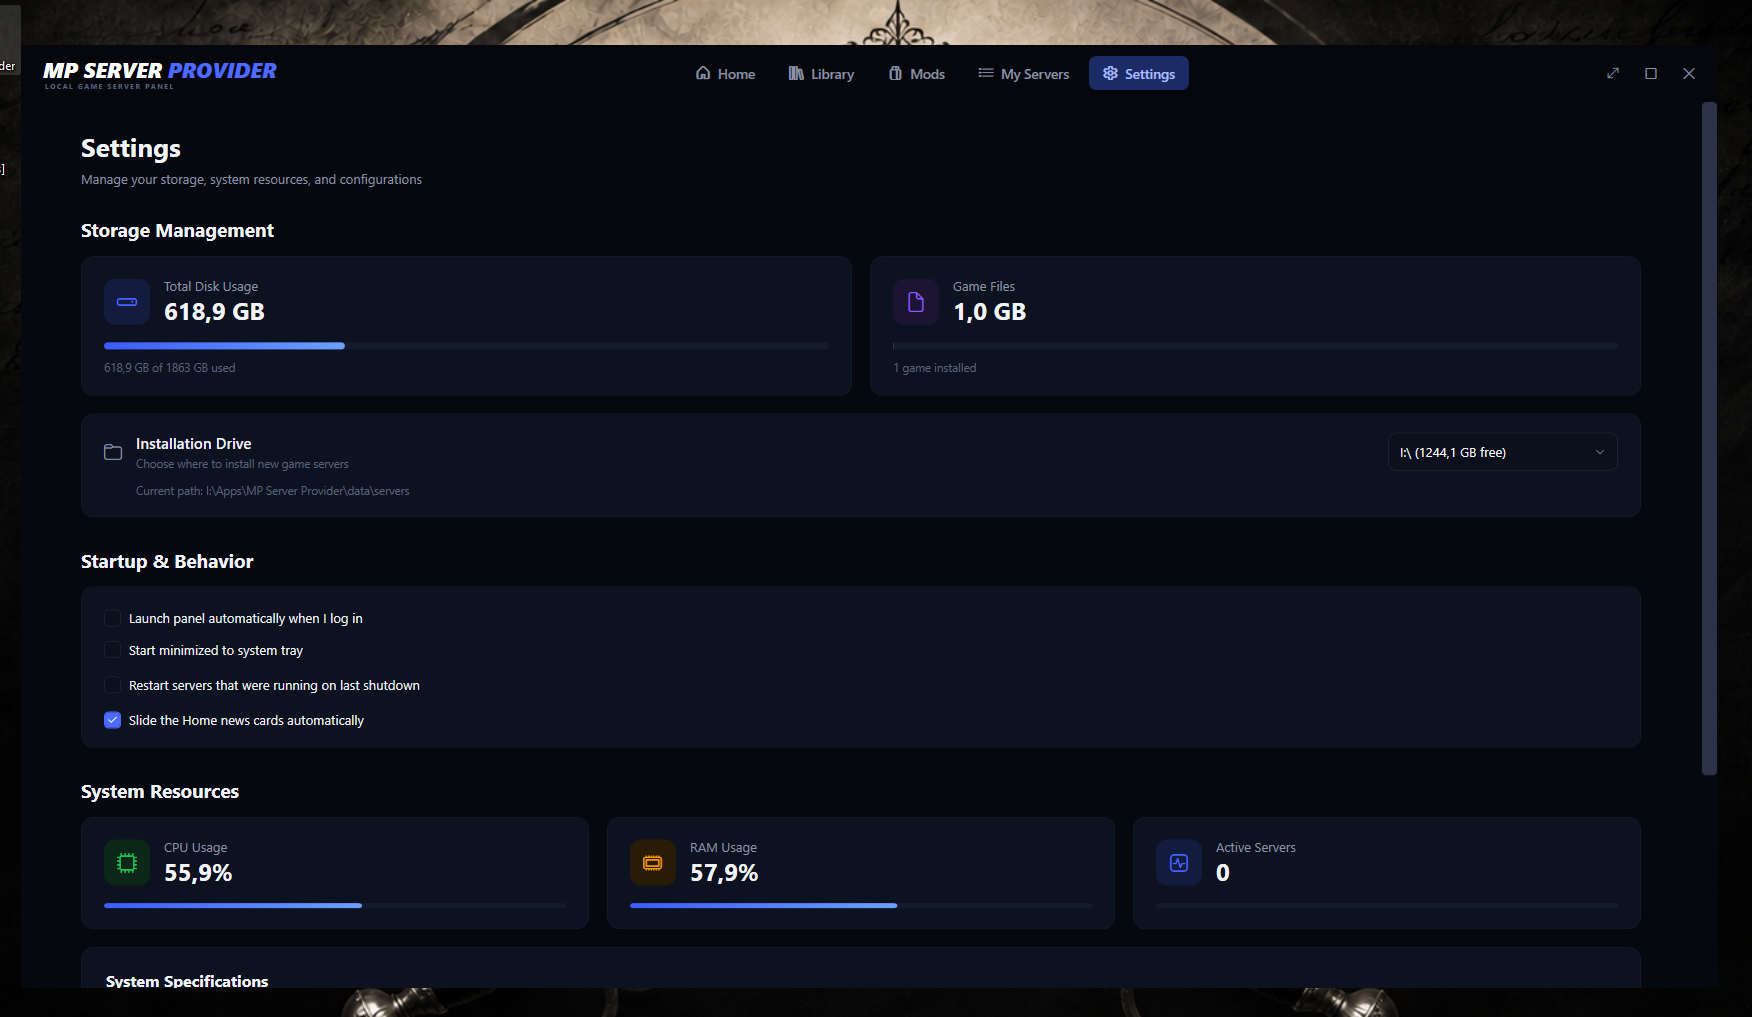 der
MP SERVER PROVIDER
LOCAL GAME SERVER PANEL
Home
Library
Mods
My Servers
Settings
Settings
Manage your storage, system resources, and configurations
Storage Management
Total Disk Usage
618,9 GB
618,9 GB of 1863 GB used
Game Files
1,0 GB
1 game installed
Installation Drive
Choose where to install new game servers
Current path: I:\Apps\MP Server Provider\data\servers
I:\ (1244,1 GB free)
Startup & Behavior
Launch panel automatically when I log in
Start minimized to system tray
Restart servers that were running on last shutdown
Slide the Home news cards automatically
System Resources
CPU Usage
55,9%
RAM Usage
57,9%
Active Servers
0
System Specifications